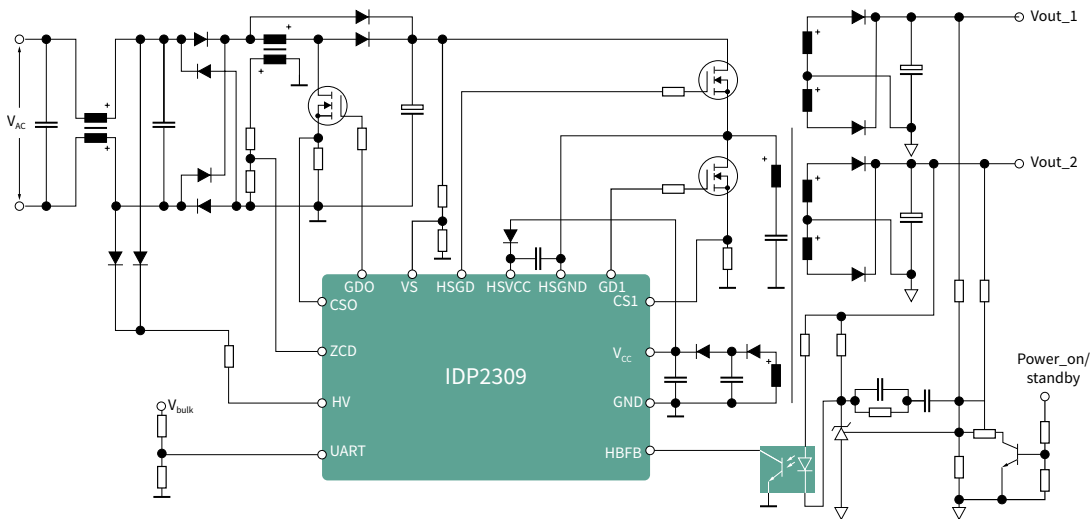 Vout_1
V_AC
Vout_2
GDO
VS
HSGD
HSVCC
HSGND
GD1
CSO
CS1
ZCD
V_CC
IDP2309
Power_on/
standby
HV
GND
V_bulk
UART
HBFB